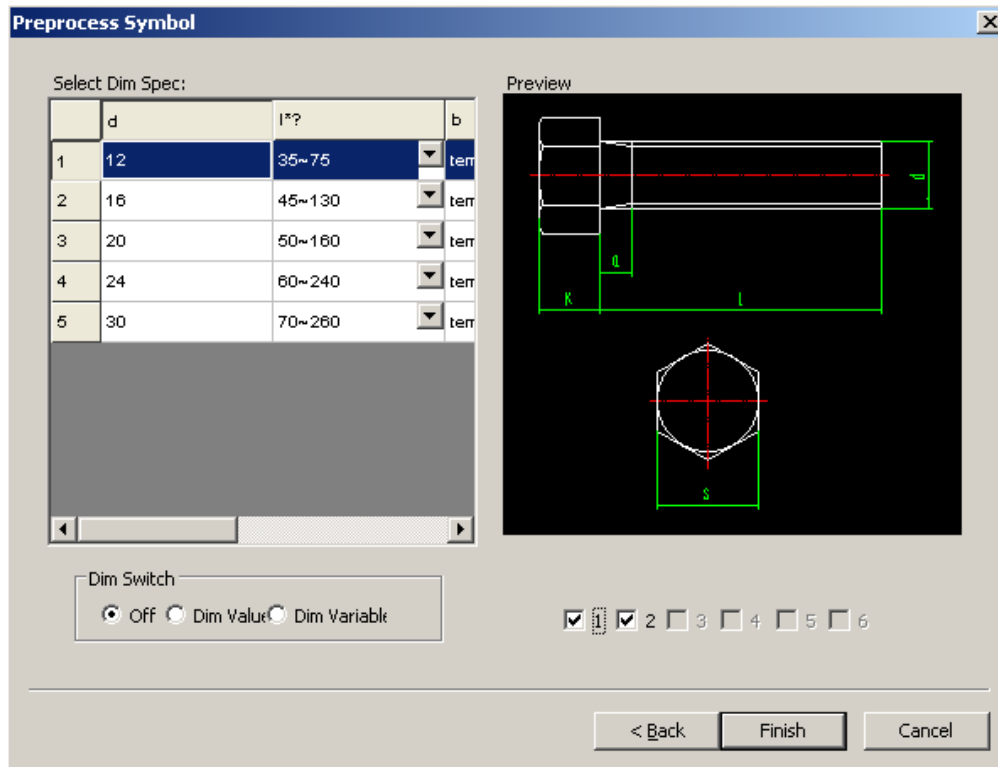 Preprocess Symbol
Select Dim Spec:
Preview
d l*? b
1 12 35~75 tem
2 16 45~130 tem
3 20 50~160 tem
4 24 60~240 tem
5 30 70~260 tem
d
a
K L
s
Dim Switch
Off Dim Value Dim Variable
1 2 3 4 5 6
< Back Finish Cancel